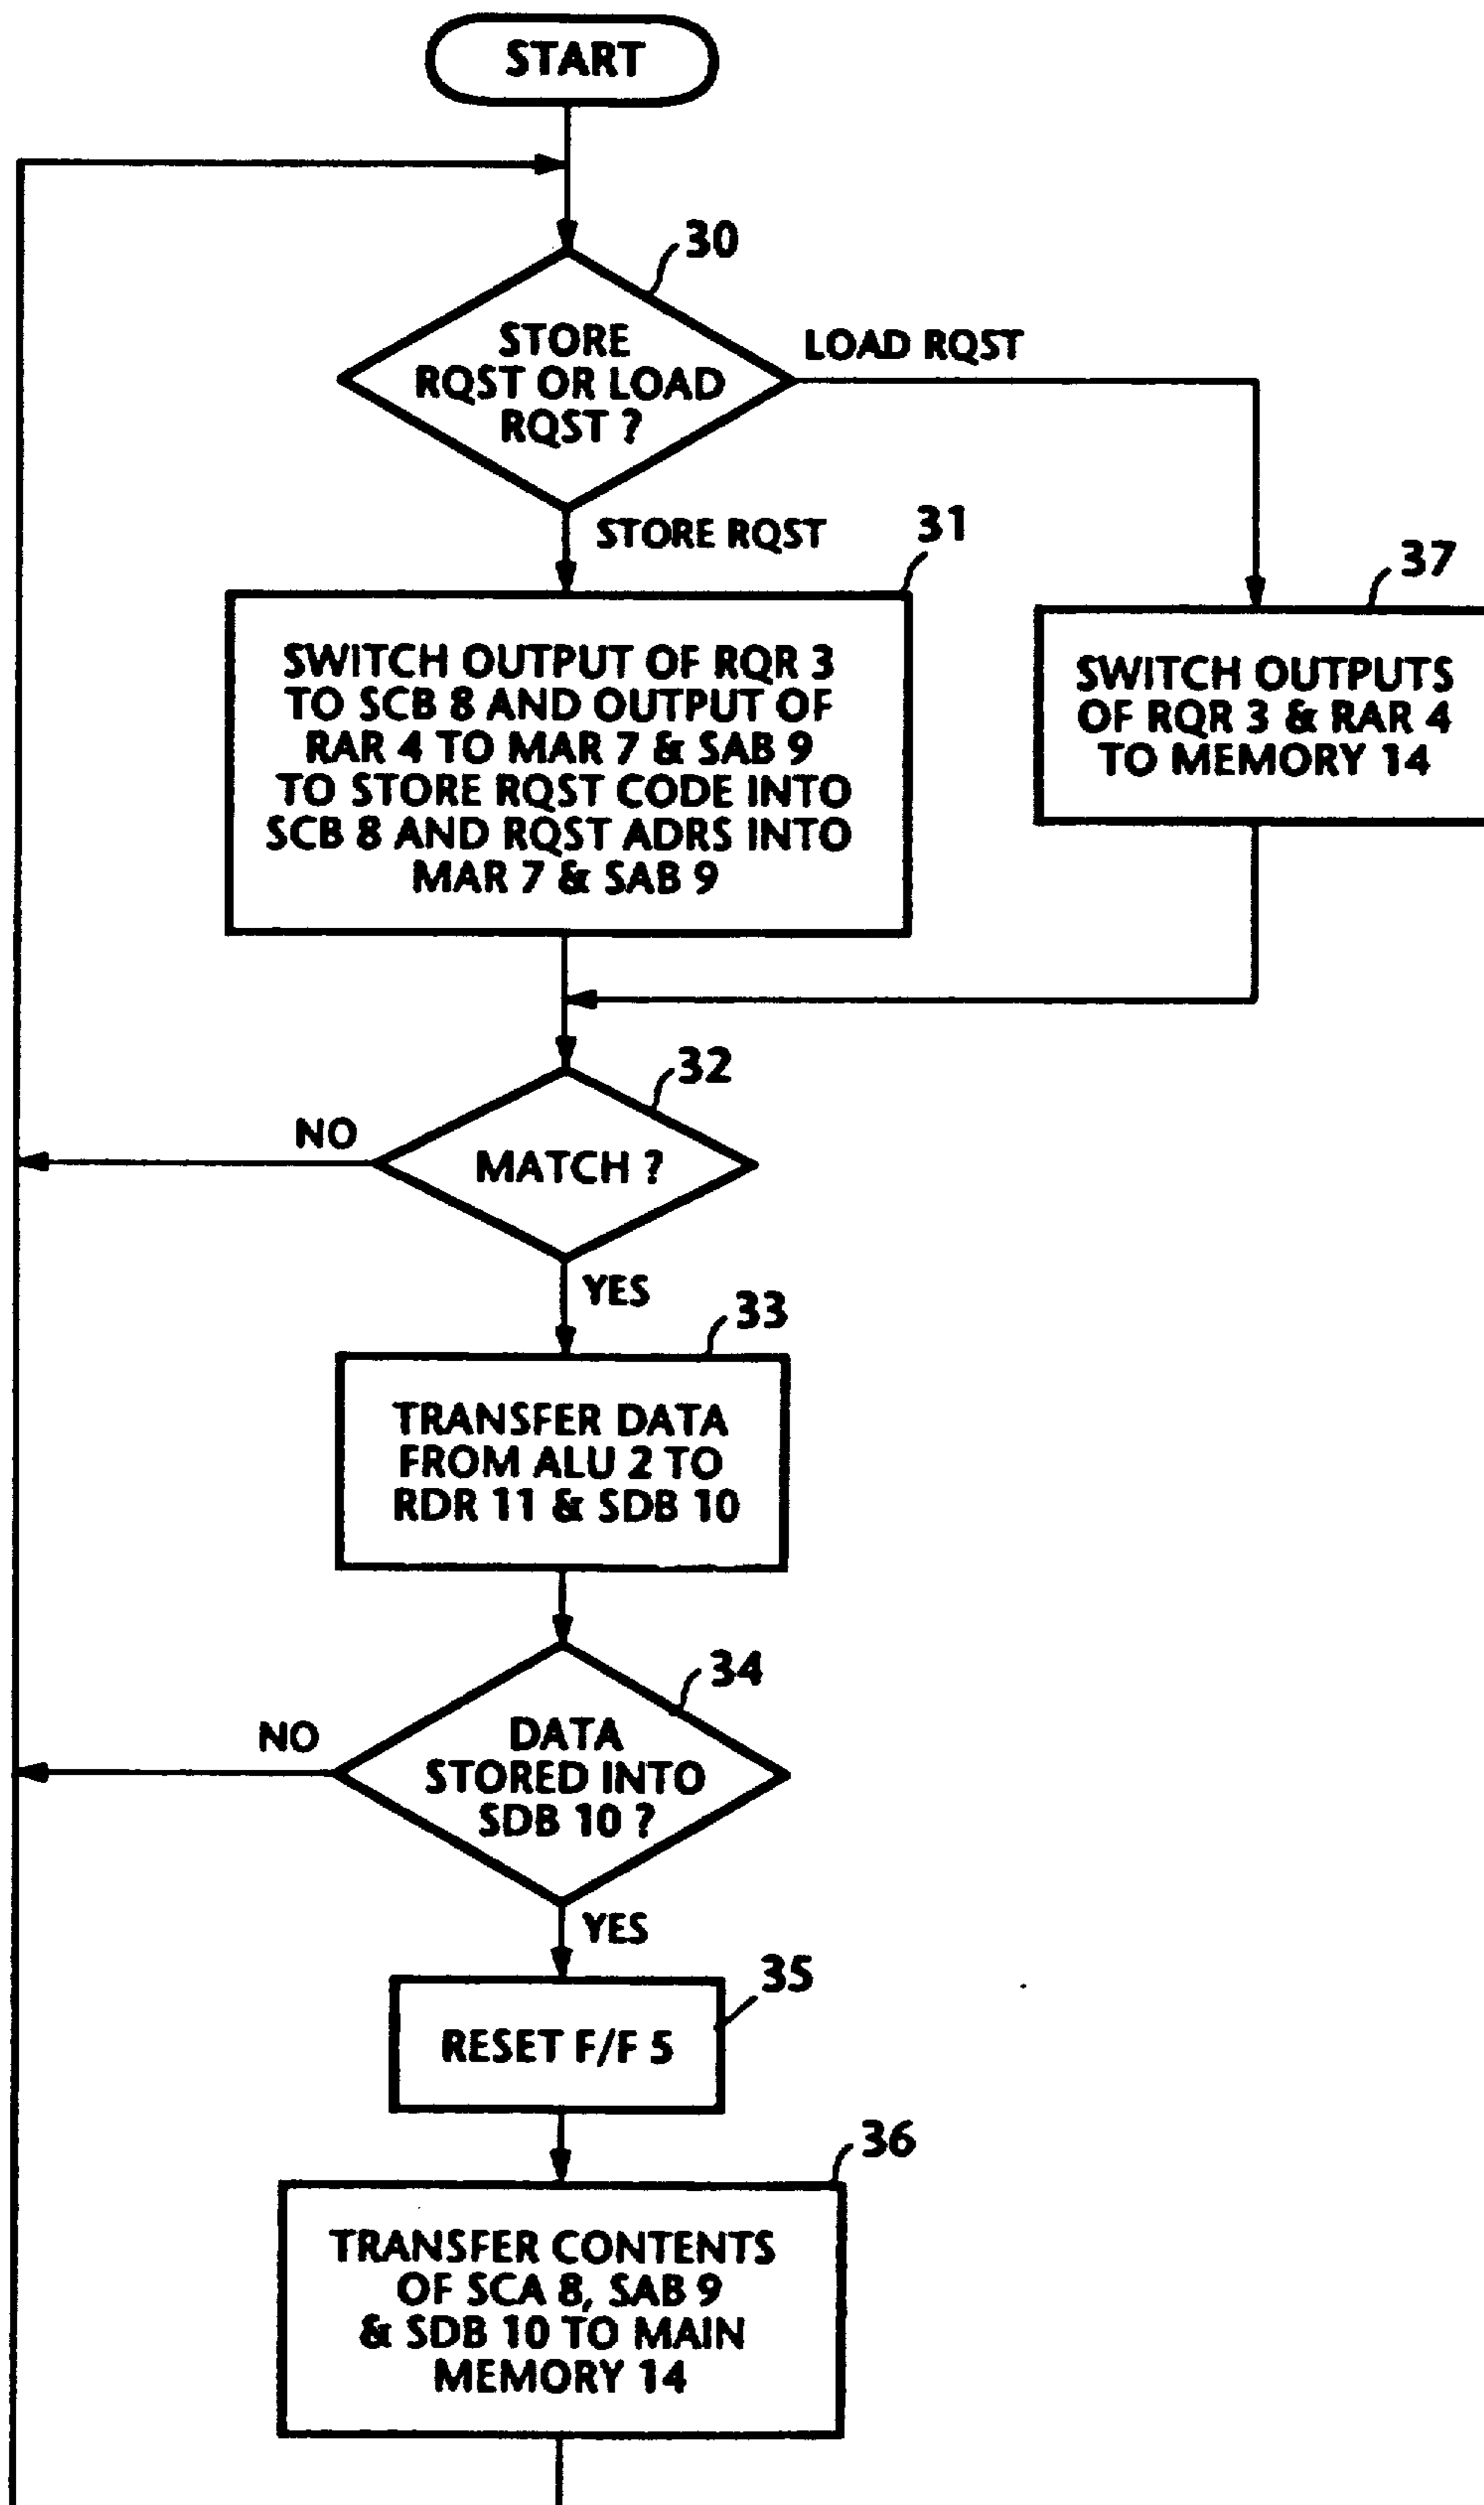 START
30
STORE
RQST OR LOAD
RQST ?
LOAD RQST
STORE RQST
31
SWITCH OUTPUT OF RQR 3
TO SCB 8 AND OUTPUT OF
RAR 4 TO MAR 7 & SAB 9
TO STORE RQST CODE INTO
SCB 8 AND RQST ADRS INTO
MAR 7 & SAB 9
37
SWITCH OUTPUTS
OF RQR 3 & RAR 4
TO MEMORY 14
32
NO
MATCH ?
YES
33
TRANSFER DATA
FROM ALU 2 TO
RDR 11 & SDB 10
34
NO
DATA
STORED INTO
SDB 10 ?
YES
35
RESET F/F 5
36
TRANSFER CONTENTS
OF SCA 8, SAB 9
& SDB 10 TO MAIN
MEMORY 14